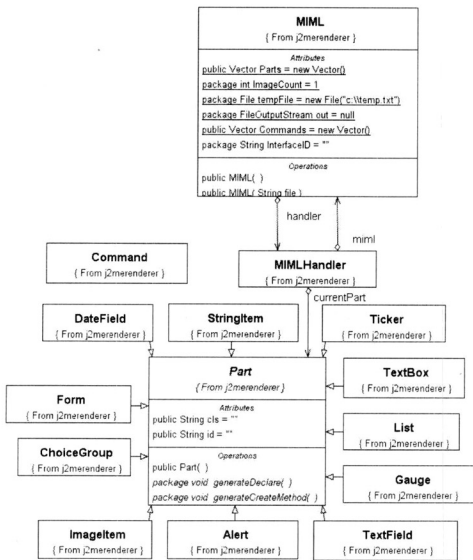 MIML
{ From j2merenderer }
Attributes
public Vector Parts = new Vector()
package int ImageCount = 1
package File tempFile = new File("c:\\temp.txt")
package FileOutputStream out = null
public Vector Commands = new Vector()
package String InterfaceID = ""
Operations
public MIML( )
public MIML( String file )
handler
miml
Command
{ From j2merenderer }
MIMLHandler
{ From j2merenderer }
currentPart
DateField
{ From j2merenderer }
StringItem
{ From j2merenderer }
Ticker
{ From j2merenderer }
Part
{ From j2merenderer }
Attributes
public String cls = ""
public String id = ""
Operations
public Part( )
package void generateDeclare( )
package void generateCreateMethod( )
Form
{ From j2merenderer }
ChoiceGroup
{ From j2merenderer }
TextBox
{ From j2merenderer }
List
{ From j2merenderer }
Gauge
{ From j2merenderer }
ImageItem
{ From j2merenderer }
Alert
{ From j2merenderer }
TextField
{ From j2merenderer }